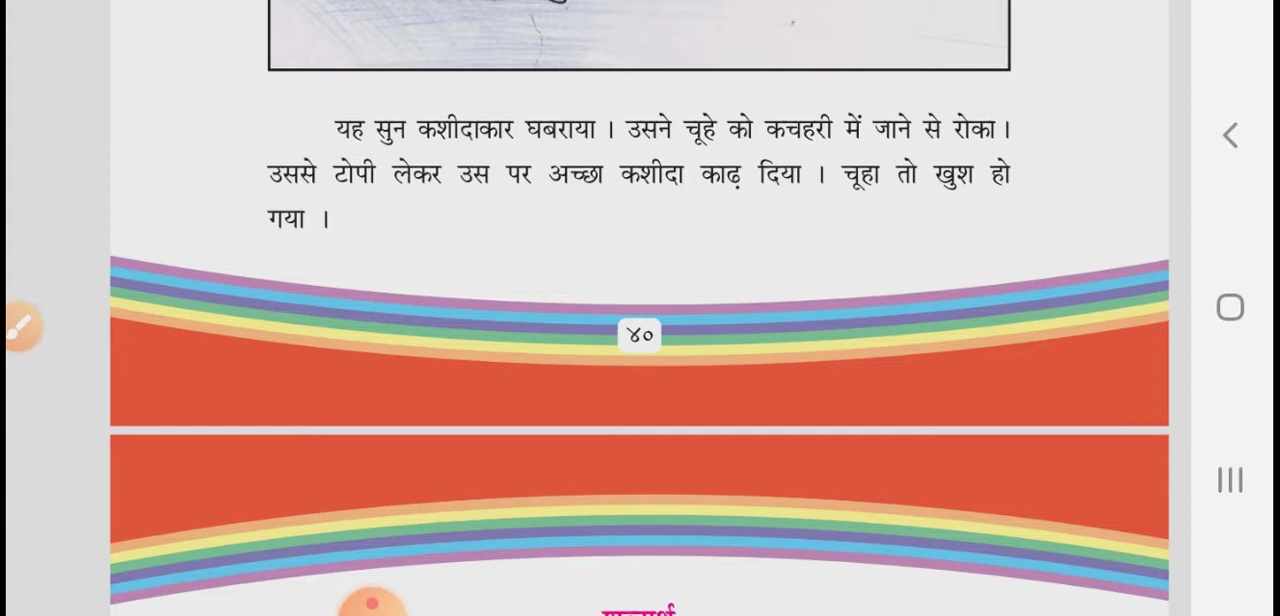 यह सुन कशीदाकार घबराया । उसने चूहे को कचहरी में जाने से रोका ।
उससे टोपी लेकर उस पर अच्छा कशीदा काढ़ दिया । चूहा तो खुश हो
गया ।
४०